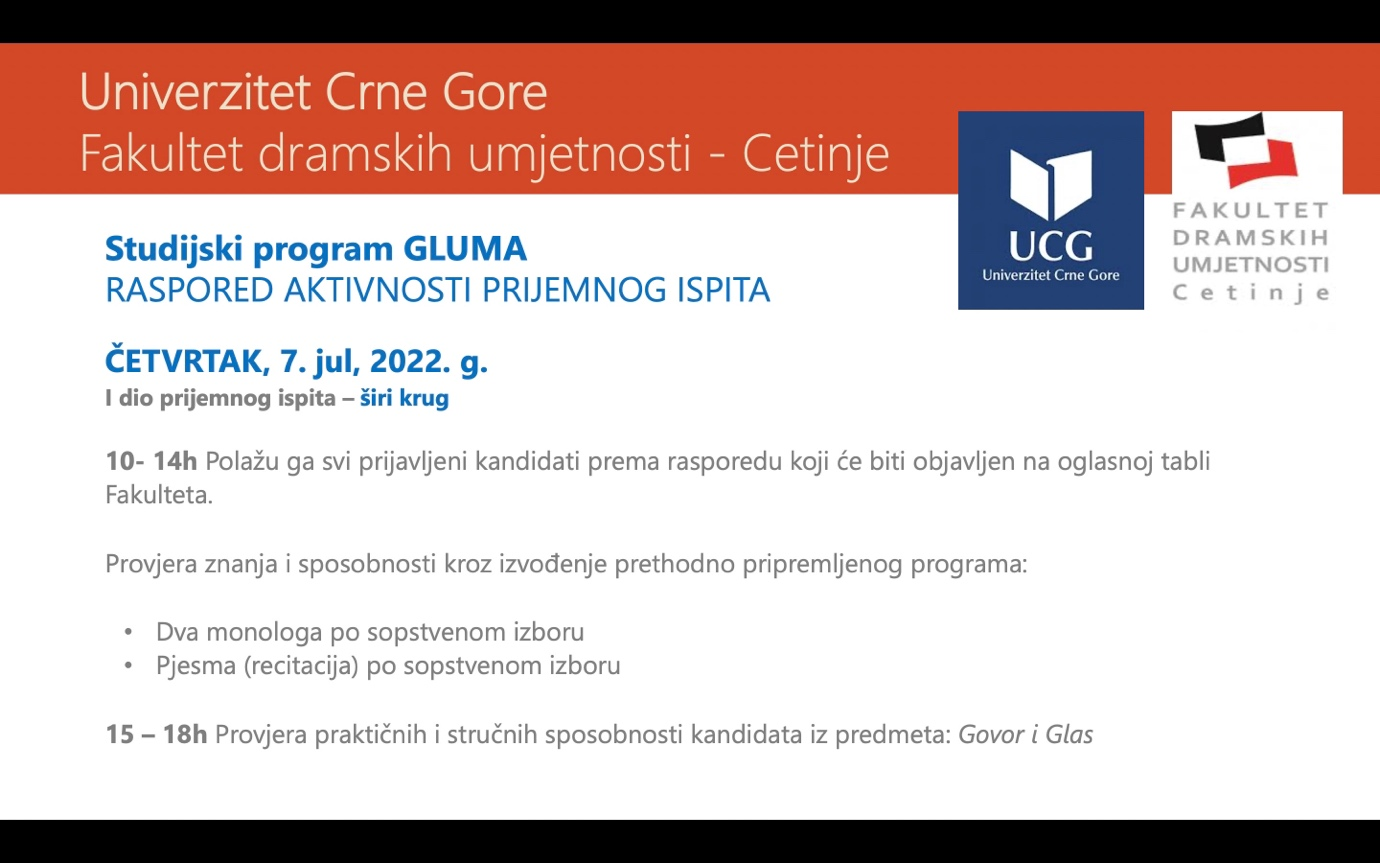 Univerzitet Crne Gore
Fakultet dramskih umjetnosti - Cetinje
UCG
Univerzitet Crne Gore
FAKULTET
DRAMSKIH
UMJETNOSTI
Cetinje
Studijski program GLUMA
RASPORED AKTIVNOSTI PRIJEMNOG ISPITA
ČETVRTAK, 7. jul, 2022. g.
I dio prijemnog ispita – širi krug
10- 14h Polažu ga svi prijavljeni kandidati prema rasporedu koji će biti objavljen na oglasnoj tabli
Fakulteta.
Provjera znanja i sposobnosti kroz izvođenje prethodno pripremljenog programa:
• Dva monologa po sopstvenom izboru
• Pjesma (recitacija) po sopstvenom izboru
15 – 18h Provjera praktičnih i stručnih sposobnosti kandidata iz predmeta: Govor i Glas